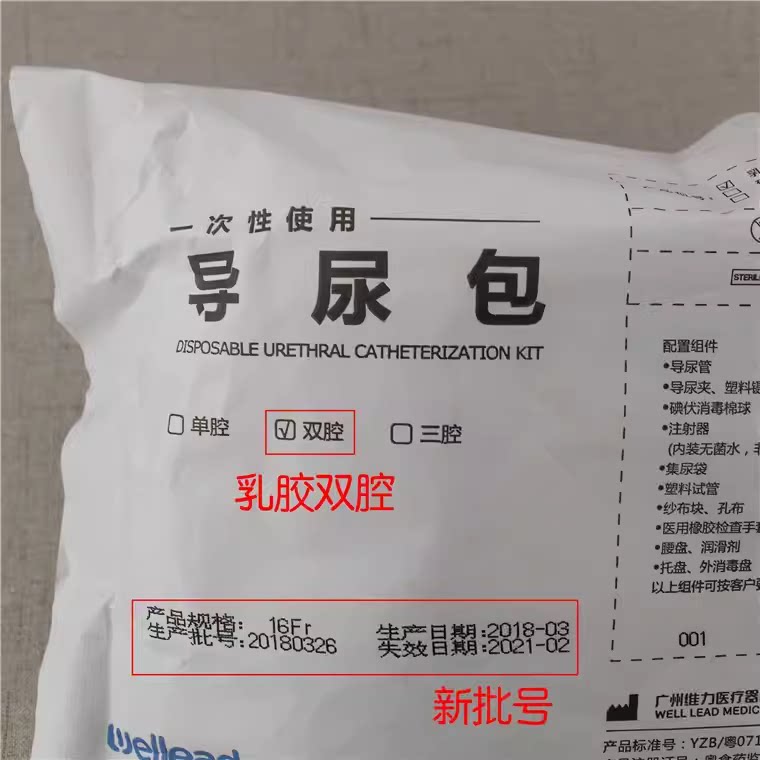 一次性使用
导尿包
DISPOSABLE URETHRAL CATHETERIZATION KIT
单腔 双腔 三腔
乳胶双腔
产品规格: 16Fr
生产批号:20180326
生产日期:2018-03
失效日期:2021-02
新批号
Wellead
配置组件
•导尿管
•导尿夹、塑料镊
•碘伏消毒棉球
•注射器
(内装无菌水,
•集尿袋
•塑料试管
•纱布块、孔布
•医用橡胶检查手套
•腰盘、润滑剂
•托盘、外消毒盘
以上组件可按客户
001
广州维力医疗器
WELL LEAD MEDIC
产品标准号:YZB/粤071